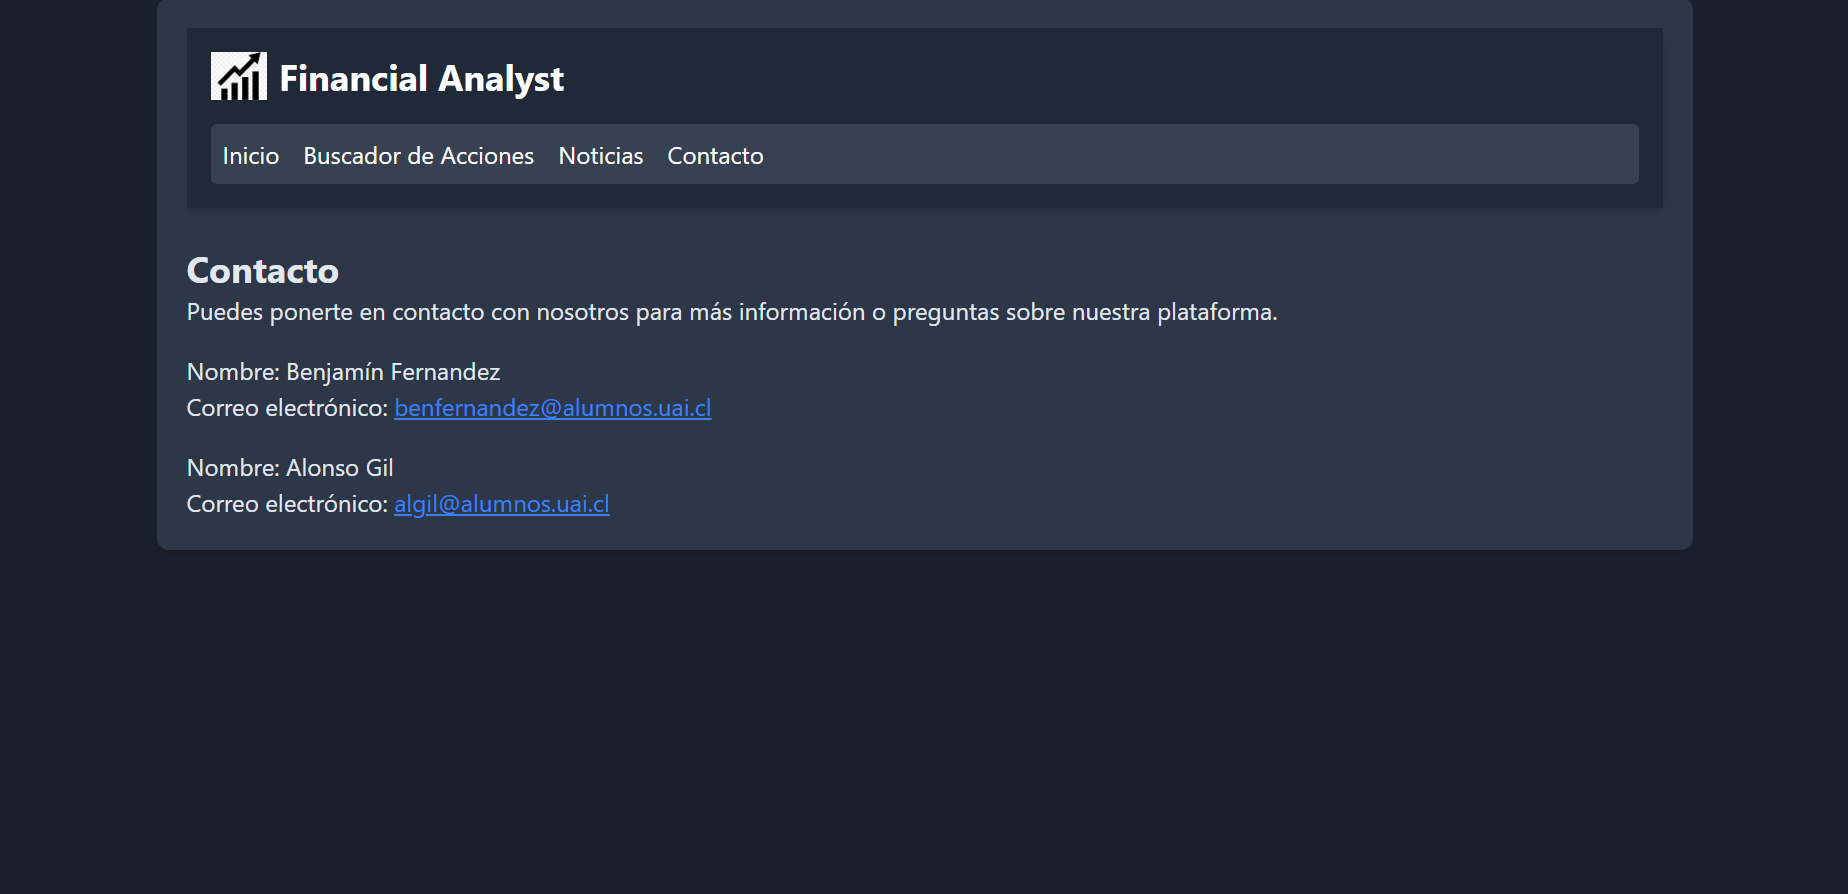 Financial Analyst
Inicio Buscador de Acciones Noticias Contacto
Contacto
Puedes ponerte en contacto con nosotros para más información o preguntas sobre nuestra plataforma.
Nombre: Benjamín Fernandez
Correo electrónico: benfernandez@alumnos.uai.cl
Nombre: Alonso Gil
Correo electrónico: algil@alumnos.uai.cl